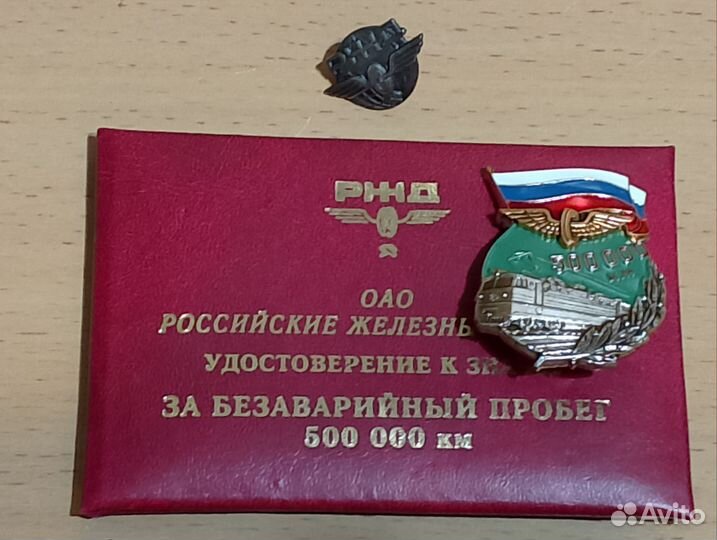 РЖД
ОАО
РОССИЙСКИЕ
УДОСТОВЕРЕНИЕ К
ЗА БЕЗАВАРИЙНЫЙ ПРОБЕГ
500 000 км
Avito